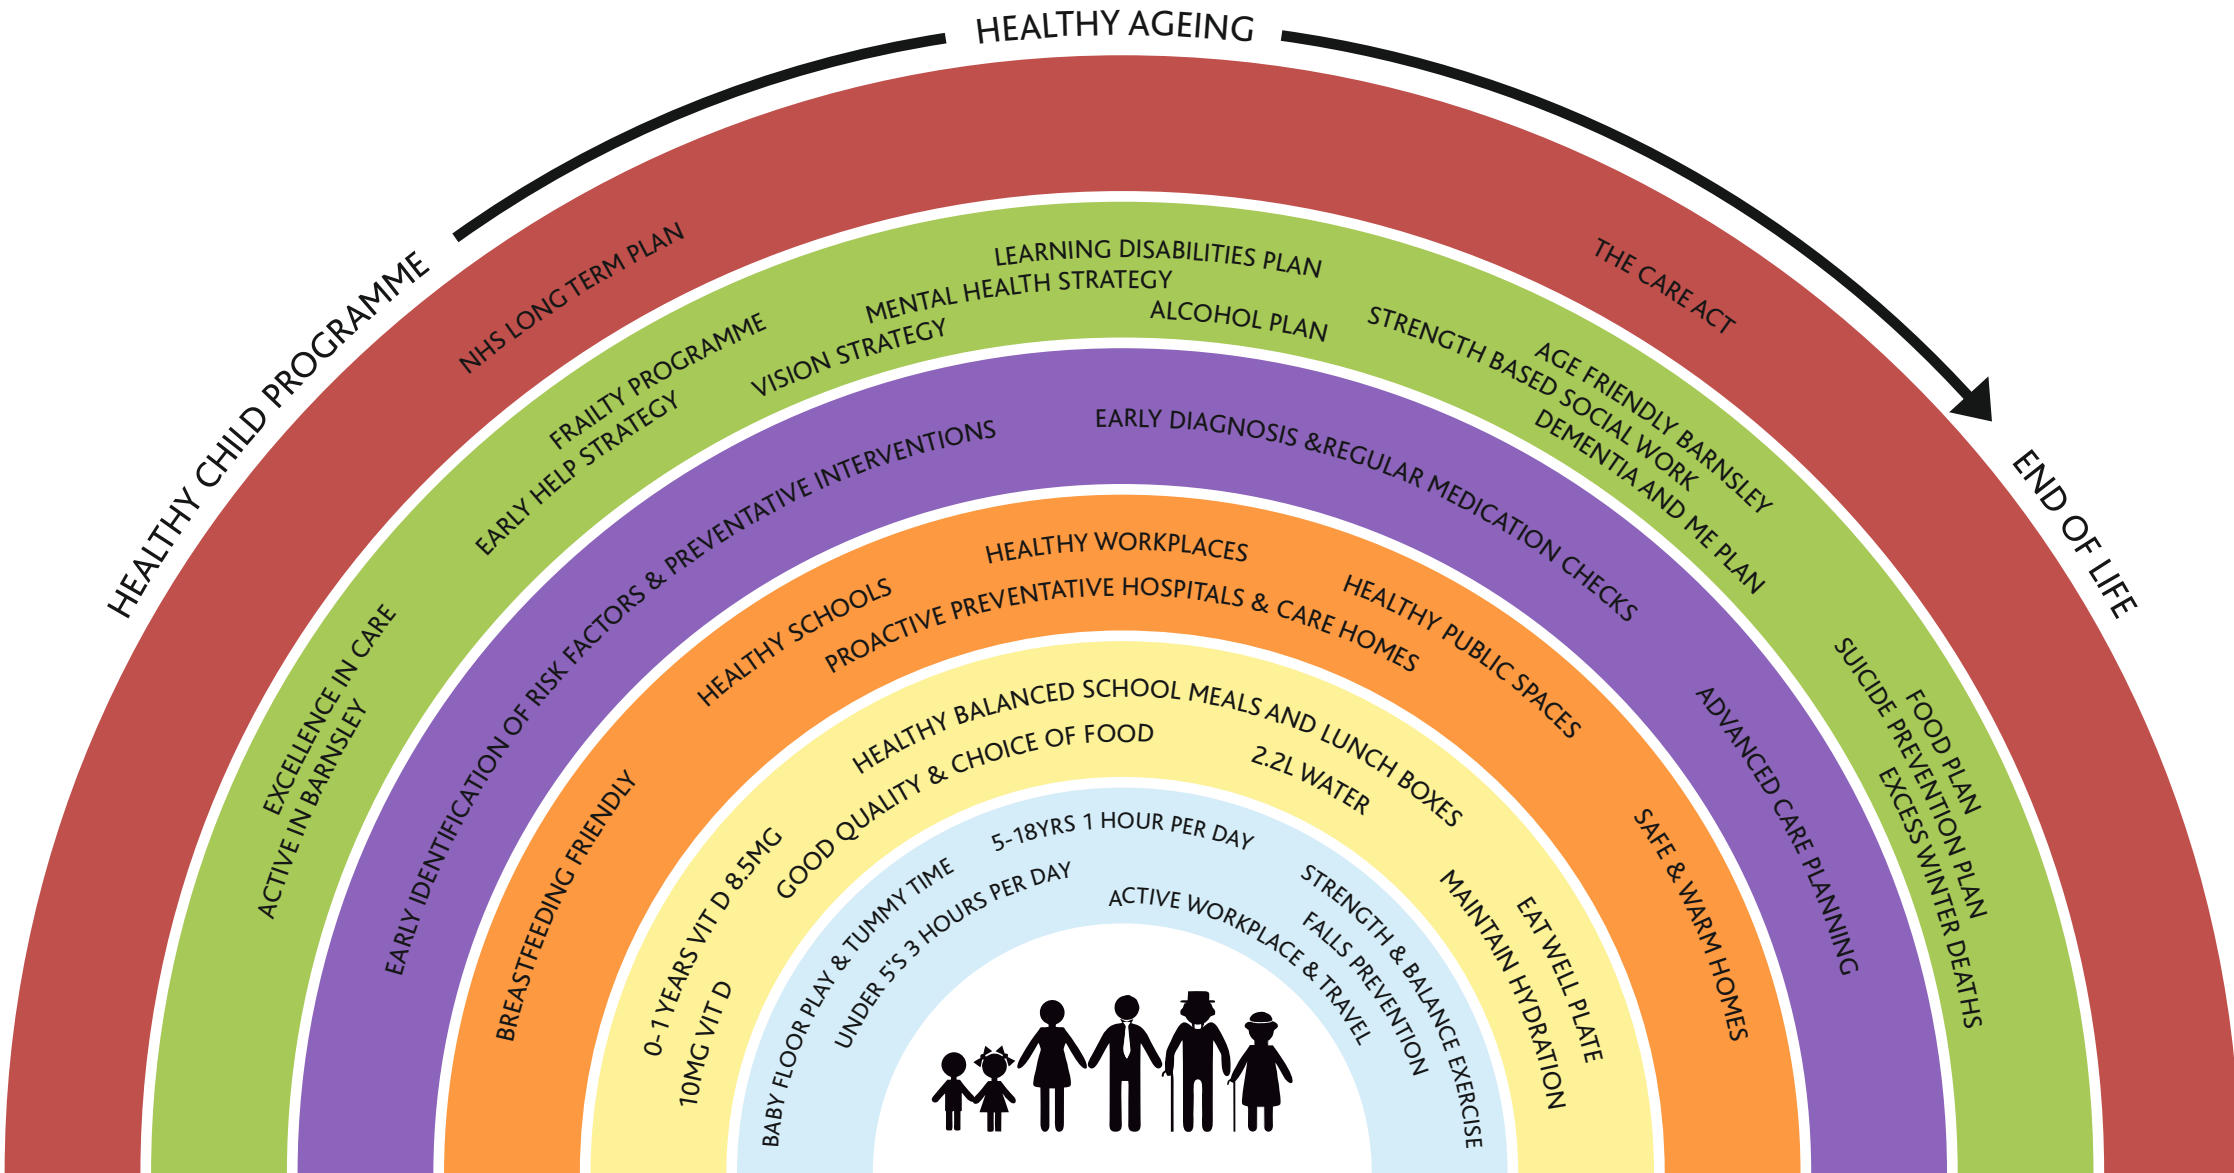 HEALTHY CHILD PROGRAMME
HEALTHY AGEING
END OF LIFE
NHS LONG TERM PLAN
THE CARE ACT
EXCELLENCE IN CARE
ACTIVE IN BARNSLEY
FRAILTY PROGRAMME
EARLY HELP STRATEGY
VISION STRATEGY
LEARNING DISABILITIES PLAN
MENTAL HEALTH STRATEGY
ALCOHOL PLAN
AGE FRIENDLY BARNSLEY
STRENGTH BASED SOCIAL WORK
DEMENTIA AND ME PLAN
FOOD PLAN
SUICIDE PREVENTION PLAN
EXCESS WINTER DEATHS
EARLY IDENTIFICATION OF RISK FACTORS & PREVENTATIVE INTERVENTIONS
EARLY DIAGNOSIS &REGULAR MEDICATION CHECKS
ADVANCED CARE PLANNING
BREASTFEEDING FRIENDLY
HEALTHY SCHOOLS
HEALTHY WORKPLACES
PROACTIVE PREVENTATIVE HOSPITALS & CARE HOMES
HEALTHY PUBLIC SPACES
SAFE & WARM HOMES
0-1 YEARS VIT D 8.5MG
10MG VIT D
HEALTHY BALANCED SCHOOL MEALS AND LUNCH BOXES
GOOD QUALITY & CHOICE OF FOOD
2.2L WATER
EAT WELL PLATE
MAINTAIN HYDRATION
BABY FLOOR PLAY & TUMMY TIME
UNDER 5'S 3 HOURS PER DAY
5-18YRS 1 HOUR PER DAY
ACTIVE WORKPLACE & TRAVEL
STRENGTH & BALANCE EXERCISE
FALLS PREVENTION